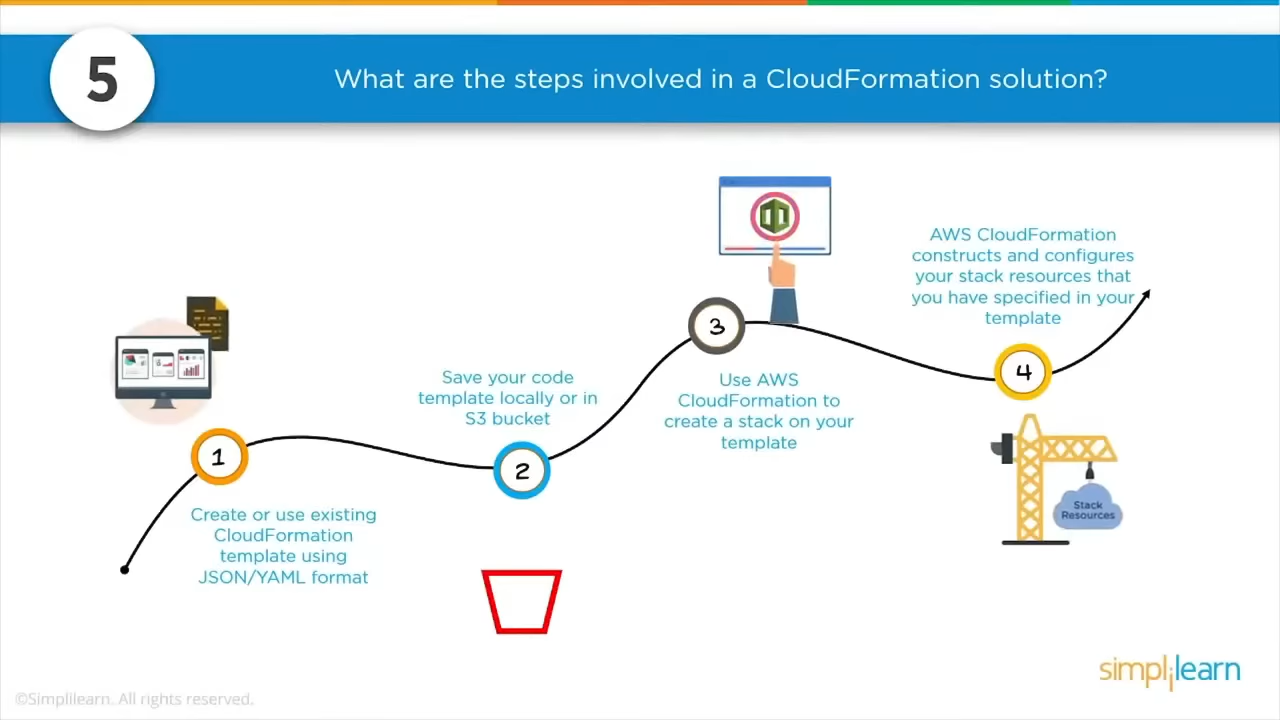 5
What are the steps involved in a CloudFormation solution?
1
Create or use existing
CloudFormation
template using
JSON/YAML format
Save your code
template locally or in
S3 bucket
2
3
Use AWS
CloudFormation to
create a stack on your
template
AWS CloudFormation
constructs and configures
your stack resources that
you have specified in your
template
4
Stack
Resources
simplilearn
©Simplilearn. All rights reserved.